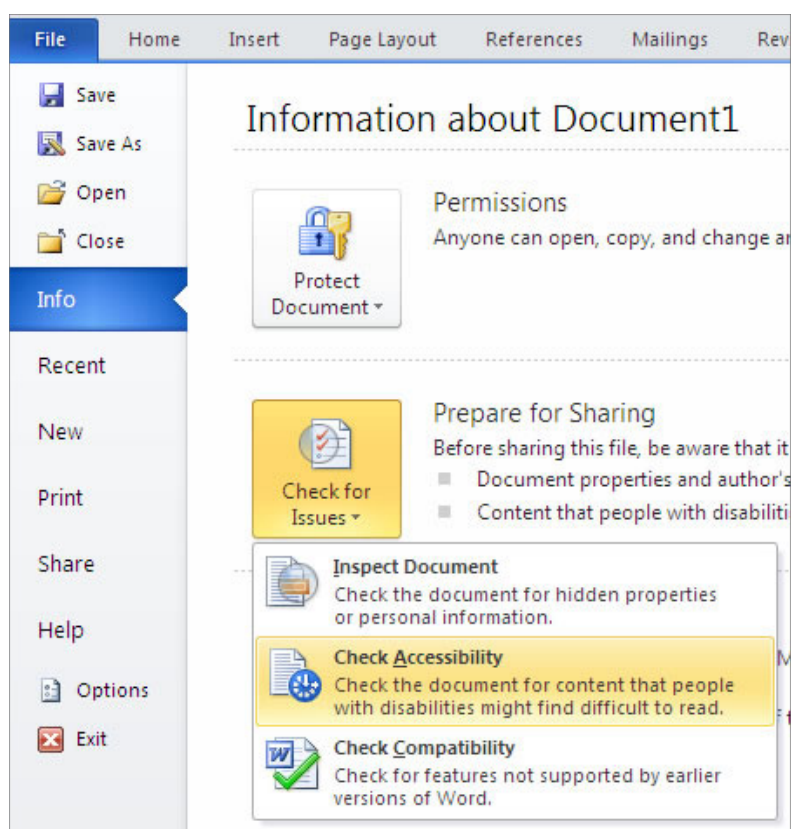 File Home Insert Page Layout References Mailings Rev
Save
Save As
Open
Close
Info
Recent
New
Print
Share
Help
Options
Exit
Information about Document1
Protect
Document
Permissions
Anyone can open, copy, and change
Check for
Issues
Prepare for Sharing
Before sharing this file, be aware that it
Document properties and author's
Content that people with
Inspect Document
Check the document for hidden properties
or personal information.
Check Accessibility
Check the document for content that people
with disabilities might find difficult to read.
Check Compatibility
Check for features not supported by earlier
versions of Word.